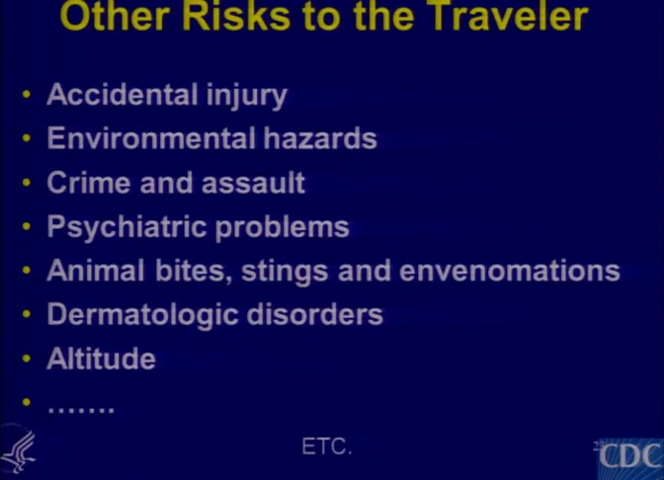 Other Risks to the Traveler
• Accidental injury
• Environmental hazards
• Crime and assault
• Psychiatric problems
• Animal bites, stings and envenomations
• Dermatologic disorders
• Altitude
• .......
ETC.
CDC